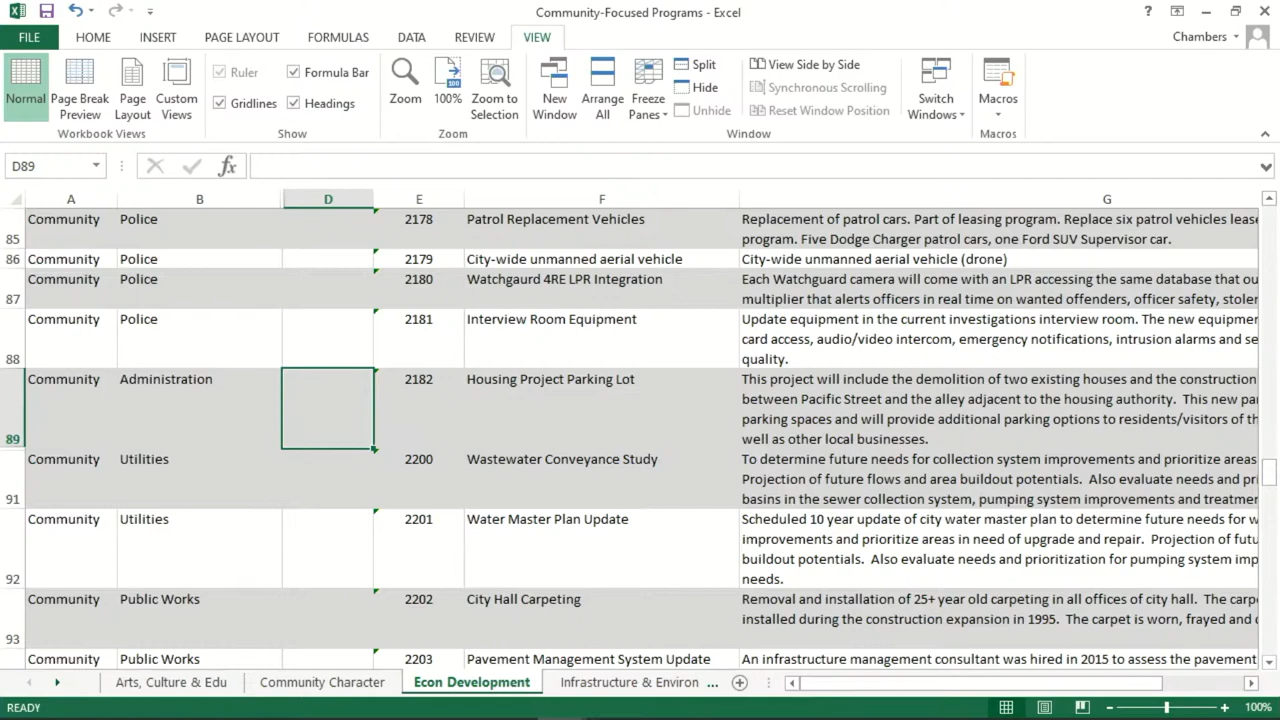 Community-Focused Programs - Excel
?
FILE HOME INSERT PAGE LAYOUT FORMULAS DATA REVIEW VIEW Chambers
Normal
Page Break Preview
Page Layout
Custom Views
Workbook Views
Ruler
Formula Bar
Gridlines
Headings
Show
Zoom
100%
Zoom to Selection
Zoom
New Window
Arrange All
Freeze Panes
Split
Hide
Unhide
View Side by Side
Synchronous Scrolling
Reset Window Position
Window
Switch Windows
Macros
Macros
D89 fx
A B D E F G
85 Community Police 2178 Patrol Replacement Vehicles Replacement of patrol cars. Part of leasing program. Replace six patrol vehicles lease
program. Five Dodge Charger patrol cars, one Ford SUV Supervisor car.
86 Community Police 2179 City-wide unmanned aerial vehicle City-wide unmanned aerial vehicle (drone)
87 Community Police 2180 Watchgaurd 4RE LPR Integration Each Watchguard camera will come with an LPR accessing the same database that ou
multiplier that alerts officers in real time on wanted offenders, officer safety, stolen
88 Community Police 2181 Interview Room Equipment Update equipment in the current investigations interview room. The new equipmen
card access, audio/video intercom, emergency notifications, intrusion alarms and se
quality.
89 Community Administration 2182 Housing Project Parking Lot This project will include the demolition of two existing houses and the construction
between Pacific Street and the alley adjacent to the housing authority. This new par
parking spaces and will provide additional parking options to residents/visitors of th
well as other local businesses.
91 Community Utilities 2200 Wastewater Conveyance Study To determine future needs for collection system improvements and prioritize areas
Projection of future flows and area buildout potentials. Also evaluate needs and pri
basins in the sewer collection system, pumping system improvements and treatmer
92 Community Utilities 2201 Water Master Plan Update Scheduled 10 year update of city water master plan to determine future needs for w
improvements and prioritize areas in need of upgrade and repair. Projection of futu
buildout potentials. Also evaluate needs and prioritization for pumping system imp
needs.
93 Community Public Works 2202 City Hall Carpeting Removal and installation of 25+ year old carpeting in all offices of city hall. The carpe
installed during the construction expansion in 1995. The carpet is worn, frayed and c
Community Public Works 2203 Pavement Management System Update An infrastructure management consultant was hired in 2015 to assess the pavement
Arts, Culture & Edu Community Character Econ Development Infrastructure & Environ ...
READY 100%